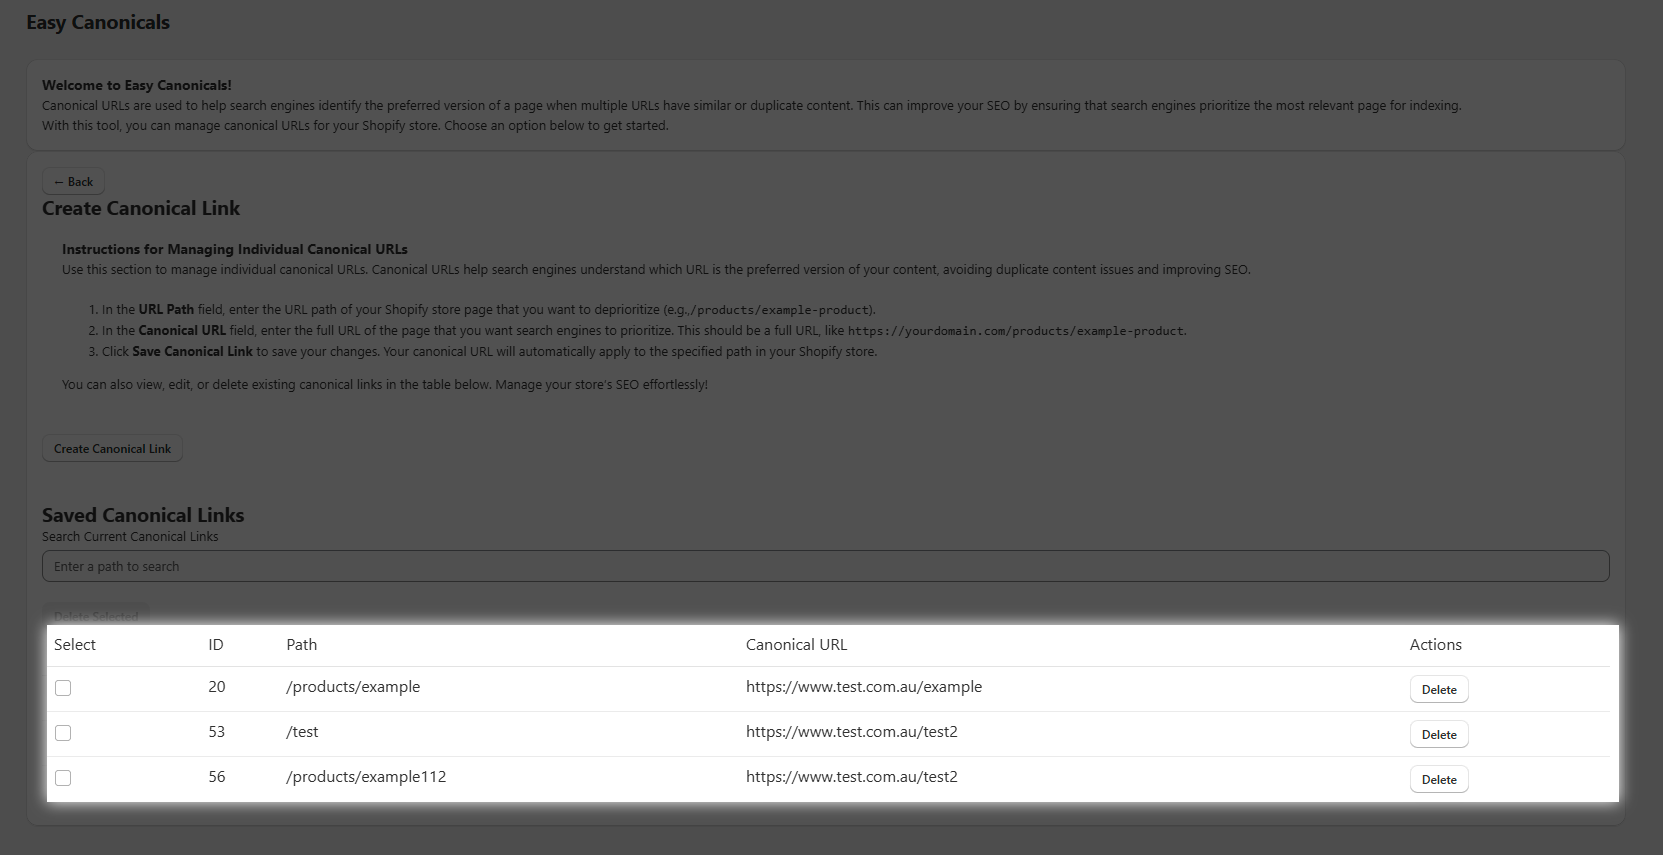 Easy Canonicals
Welcome to Easy Canonicals!
Canonical URLs are used to help search engines identify the preferred version of a page when multiple URLs have similar or duplicate content. This can improve your SEO by ensuring that search engines prioritize the most relevant page for indexing.
With this tool, you can manage canonical URLs for your Shopify store. Choose an option below to get started.
← Back
Create Canonical Link
Instructions for Managing Individual Canonical URLs
Use this section to manage individual canonical URLs. Canonical URLs help search engines understand which URL is the preferred version of your content, avoiding duplicate content issues and improving SEO.
1. In the URL Path field, enter the URL path of your Shopify store page that you want to deprioritize (e.g.,/products/example-product).
2. In the Canonical URL field, enter the full URL of the page that you want search engines to prioritize. This should be a full URL, like https://yourdomain.com/products/example-product.
3. Click Save Canonical Link to save your changes. Your canonical URL will automatically apply to the specified path in your Shopify store.
You can also view, edit, or delete existing canonical links in the table below. Manage your store's SEO effortlessly!
Create Canonical Link
Saved Canonical Links
Search Current Canonical Links
Enter a path to search
Delete Selected
Select ID Path Canonical URL Actions
20 /products/example https://www.test.com.au/example Delete
53 /test https://www.test.com.au/test2 Delete
56 /products/example112 https://www.test.com.au/test2 Delete